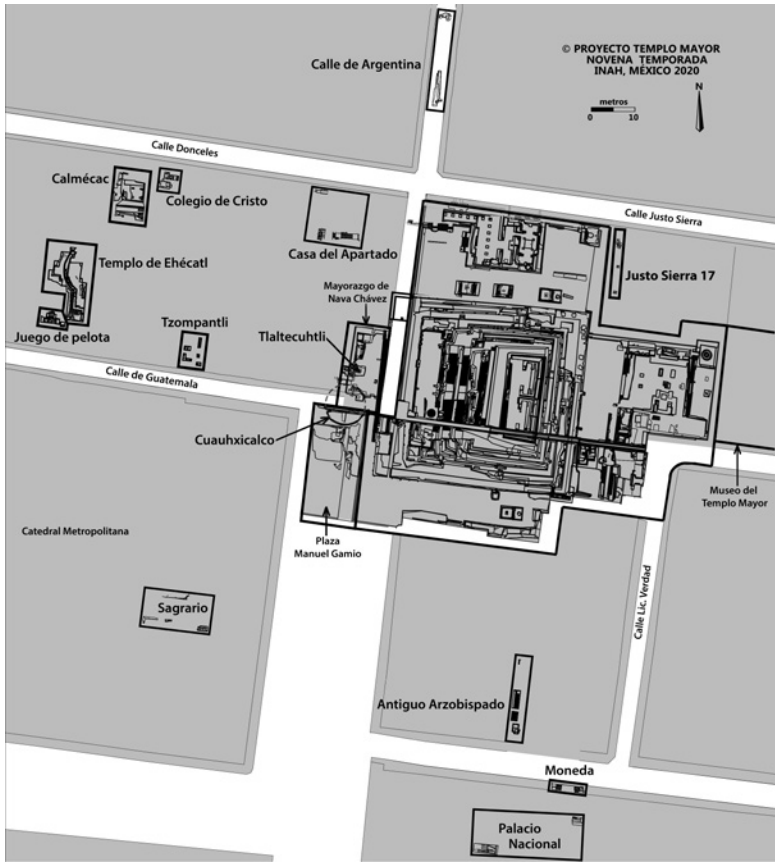 © PROYECTO TEMPLO MAYOR
NOVENA TEMPORADA
INAH, MÉXICO 2020
metros
0 10
N
Calle de Argentina
Calle Donceles
Calmécac
Colegio de Cristo
Casa del Apartado
Calle Justo Sierra
Justo Sierra 17
Templo de Ehécatl
Mayorazgo de
Nava Chávez
Juego de pelota
Tzompantli
Tlaltecuhtli
Calle de Guatemala
Cuauhxicalco
Museo del
Templo Mayor
Catedral Metropolitana
Plaza
Manuel Gamio
Sagrario
Calle Lic. Verdad
Antiguo Arzobispado
Moneda
Palacio
Nacional